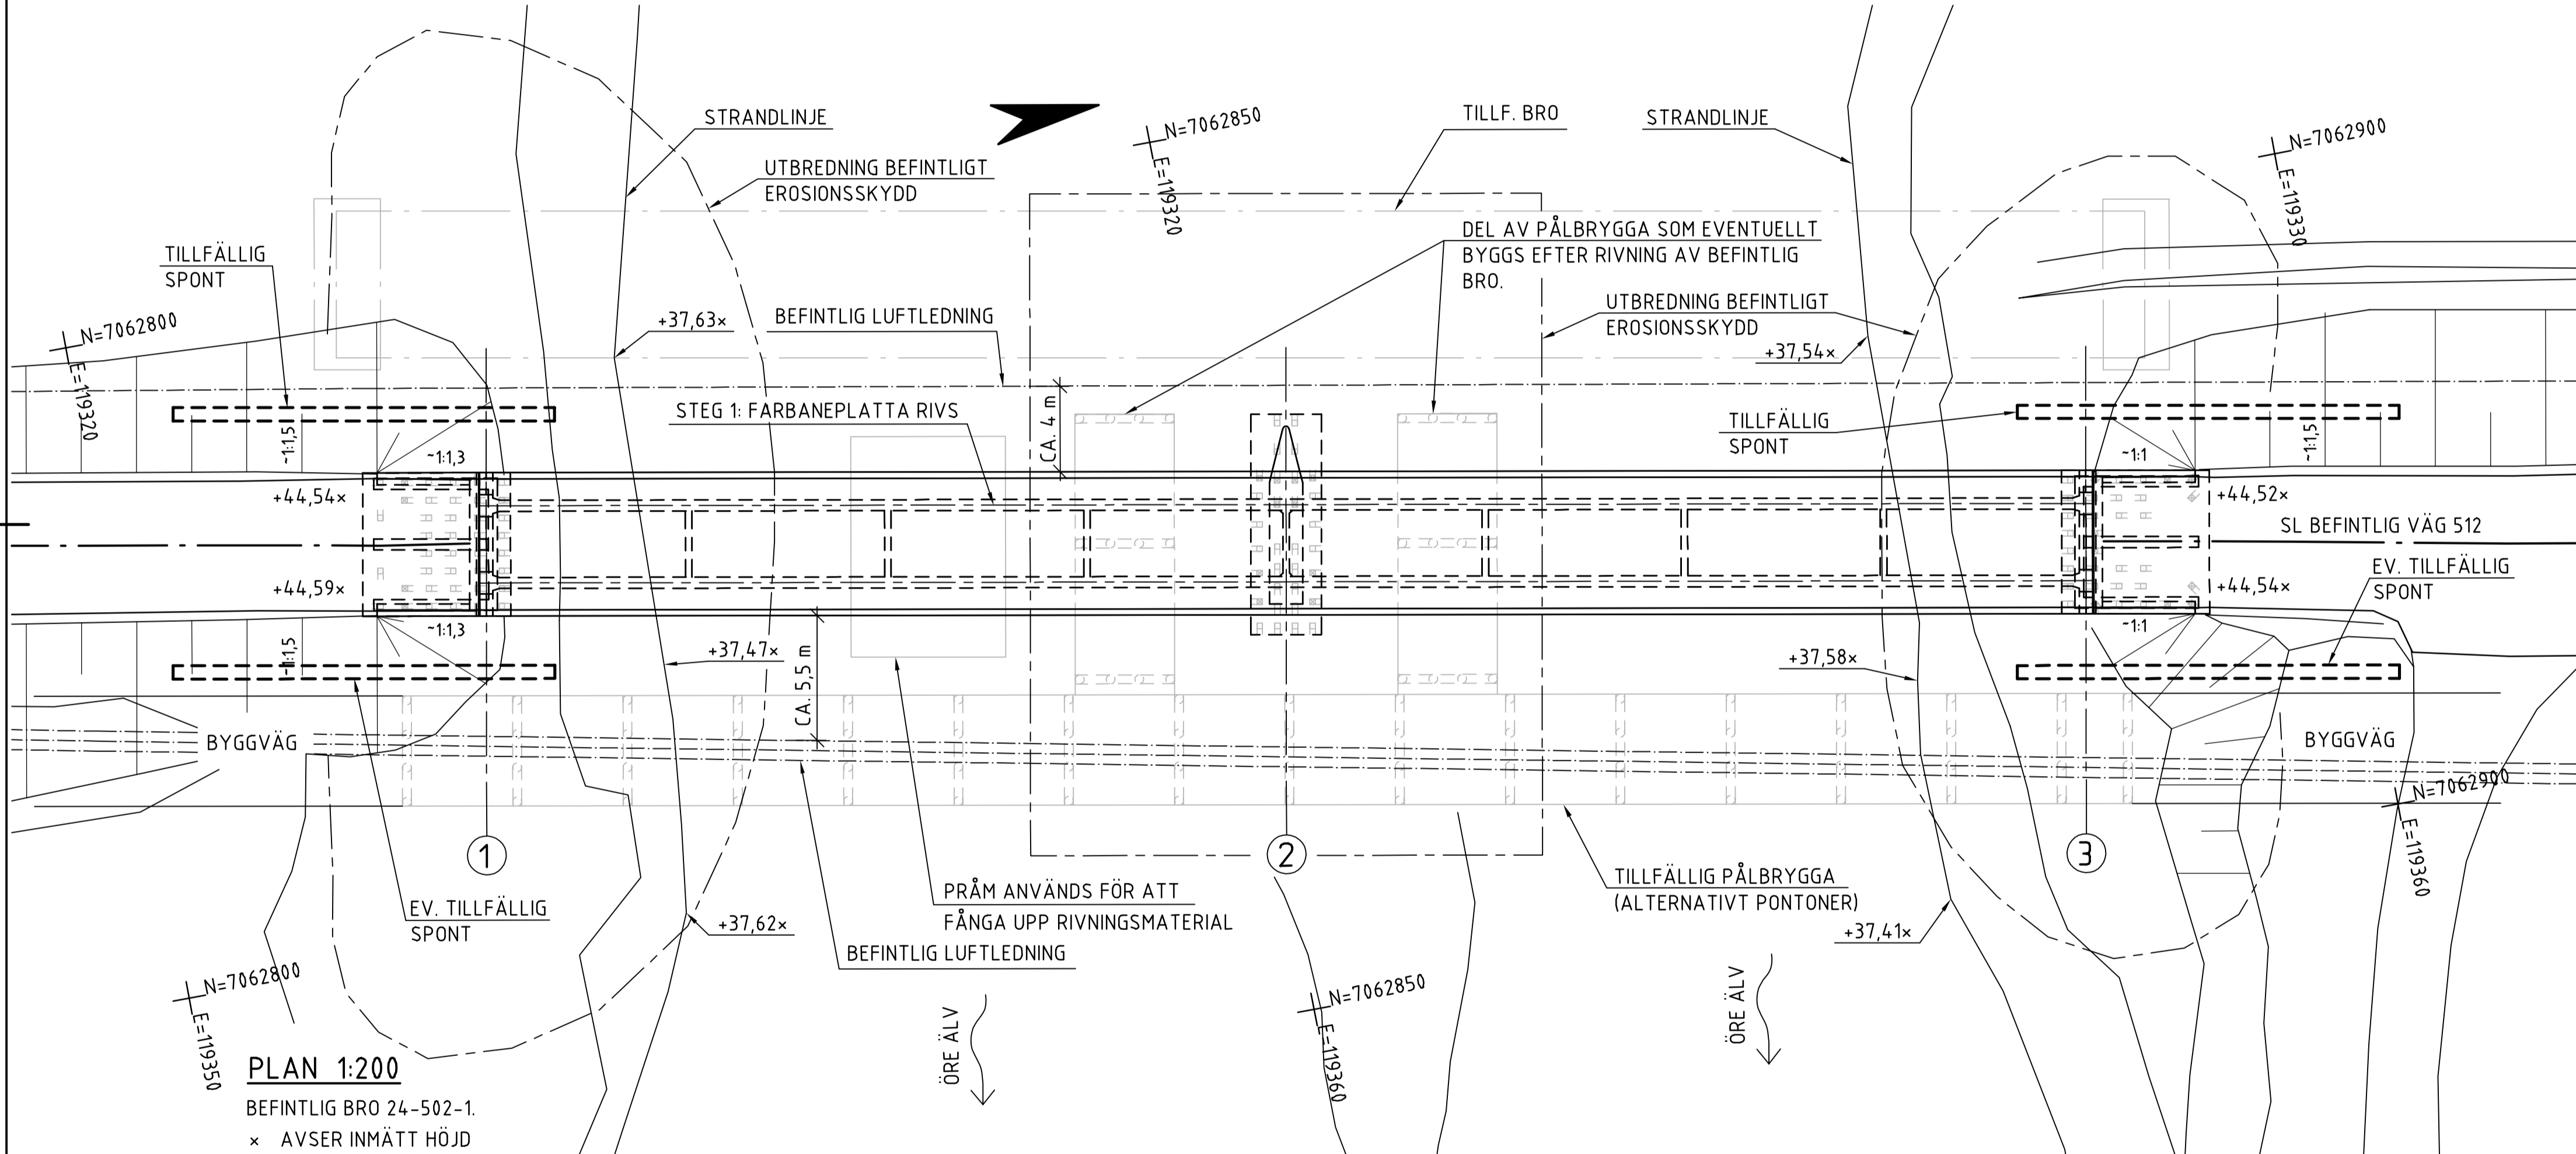 STRANDLINJE
UTBREDNING BEFINTLIGT
EROSIONSSKYDD
N=7062850
E=119320
TILLF. BRO
STRANDLINJE
N=7062900
E=119330
TILLFÄLLIG
SPONT
DEL AV PÅLBRYGGA SOM EVENTUELLT
BYGGS EFTER RIVNING AV BEFINTLIG
BRO.
N=7062800
E=119320
+37,63×
BEFINTLIG LUFTLEDNING
UTBREDNING BEFINTLIGT
EROSIONSSKYDD
+37,54×
STEG 1: FARBANEPLATTA RIVS
CA. 4 m
TILLFÄLLIG
SPONT
~1:1,5
~1:1,3
~1:1
~1:1,5
+44,54×
+44,52×
SL BEFINTLIG VÄG 512
+44,59×
+44,54×
EV. TILLFÄLLIG
SPONT
~1:1,3
~1:1,5
~1:1
+37,47×
CA. 5,5 m
+37,58×
BYGGVÄG
BYGGVÄG
N=7062900
E=119360
1
2
3
EV. TILLFÄLLIG
SPONT
PRÅM ANVÄNDS FÖR ATT
FÅNGA UPP RIVNINGSMATERIAL
TILLFÄLLIG PÅLBRYGGA
(ALTERNATIVT PONTONER)
+37,62×
+37,41×
BEFINTLIG LUFTLEDNING
N=7062800
E=119350
ÖRE ÄLV
N=7062850
E=119360
ÖRE ÄLV
PLAN 1:200
BEFINTLIG BRO 24-502-1.
× AVSER INMÄTT HÖJD